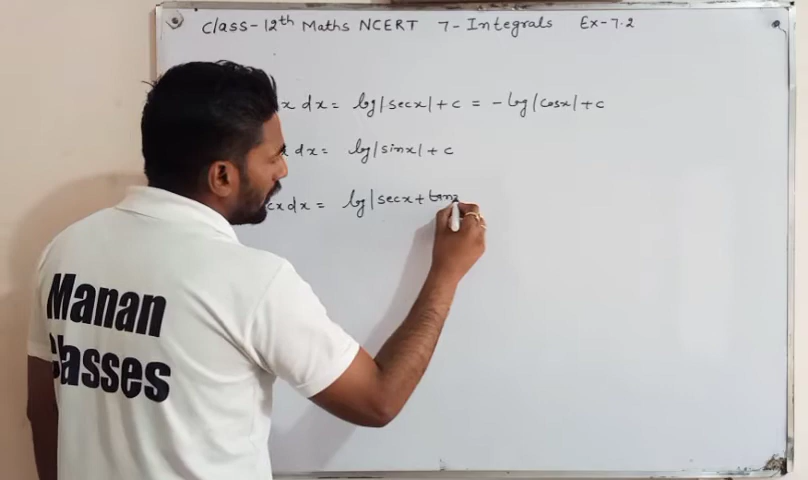 Class-12th Maths NCERT 7-Integrals Ex-7.2
x dx = log|secx|+c = -log|cosx|+c
x dx = log|sinx|+c
cx dx = log|secx+tanx
Manan
Classes